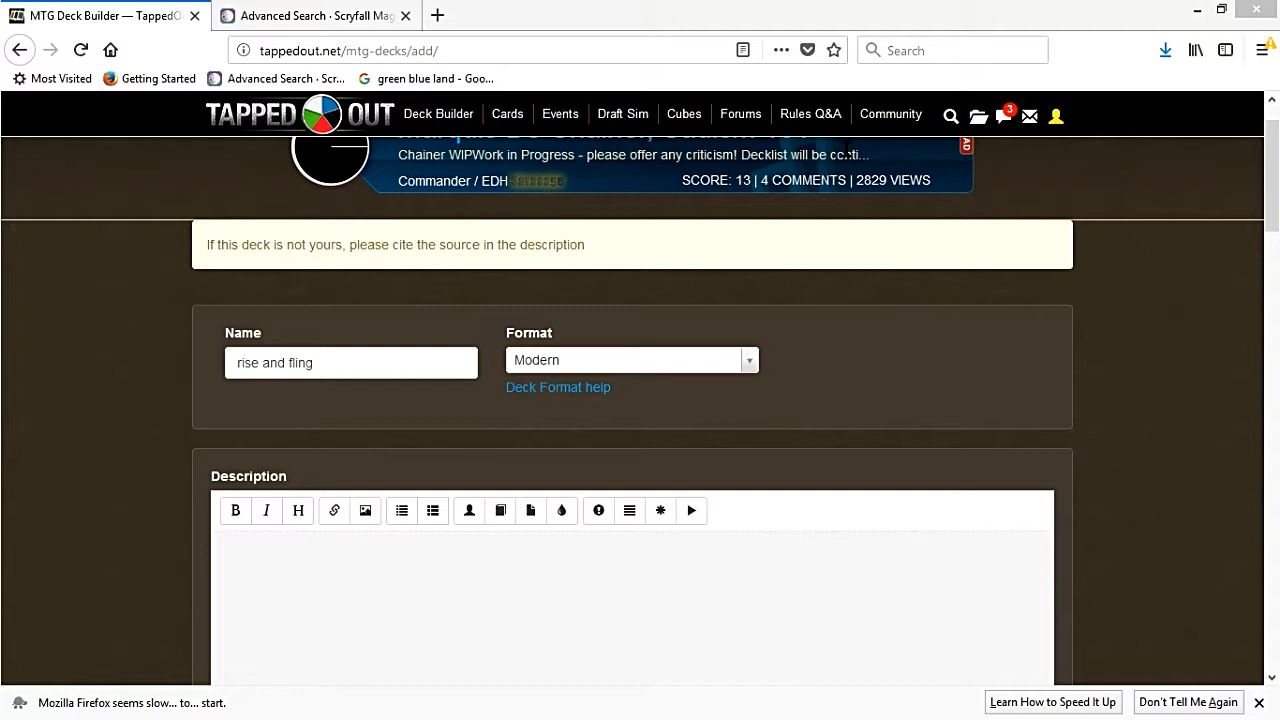 MTG Deck Builder — TappedO
Advanced Search · Scryfall Mag
tappedout.net/mtg-decks/add/
Search
Most Visited
Getting Started
Advanced Search · Scr...
green blue land - Goo...
TAPPED OUT
Deck Builder
Cards
Events
Draft Sim
Cubes
Forums
Rules Q&A
Community
3
Chainer WIPWork in Progress - please offer any criticism! Decklist will be conti...
AD
Commander / EDH
SCORE: 13 | 4 COMMENTS | 2829 VIEWS
If this deck is not yours, please cite the source in the description
Name
Format
rise and fling
Modern
Deck Format help
Description
B I H
Mozilla Firefox seems slow... to... start.
Learn How to Speed It Up
Don't Tell Me Again